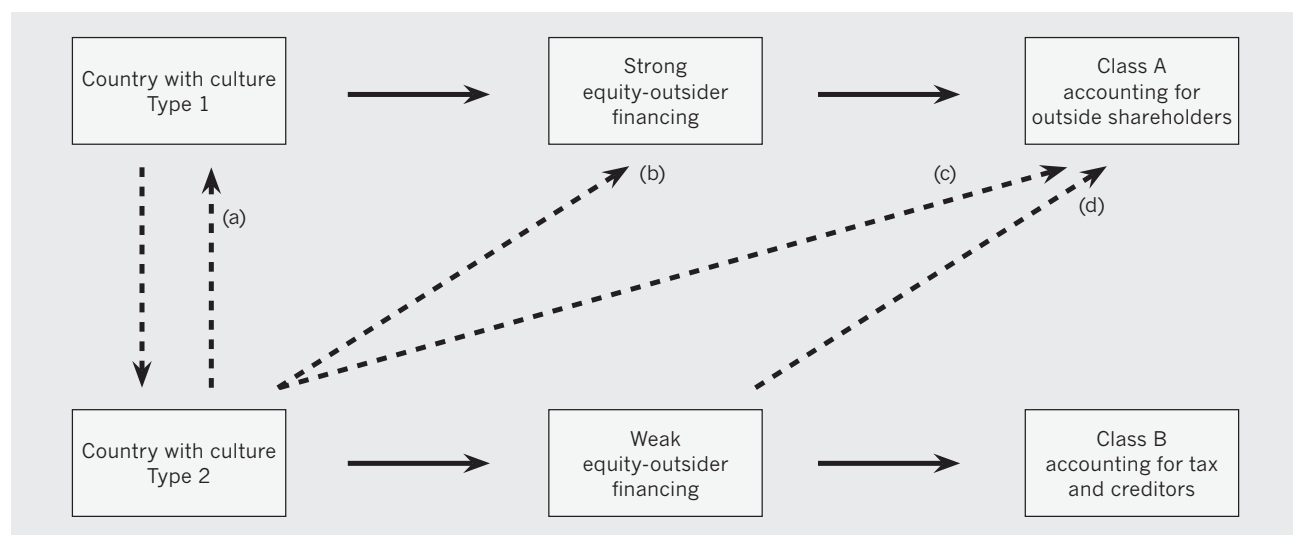 Country with culture
Type 1
Strong
equity-outsider
financing
Class A
accounting for
outside shareholders
(a)
(b)
(c)
(d)
Country with culture
Type 2
Weak
equity-outsider
financing
Class B
accounting for tax
and creditors